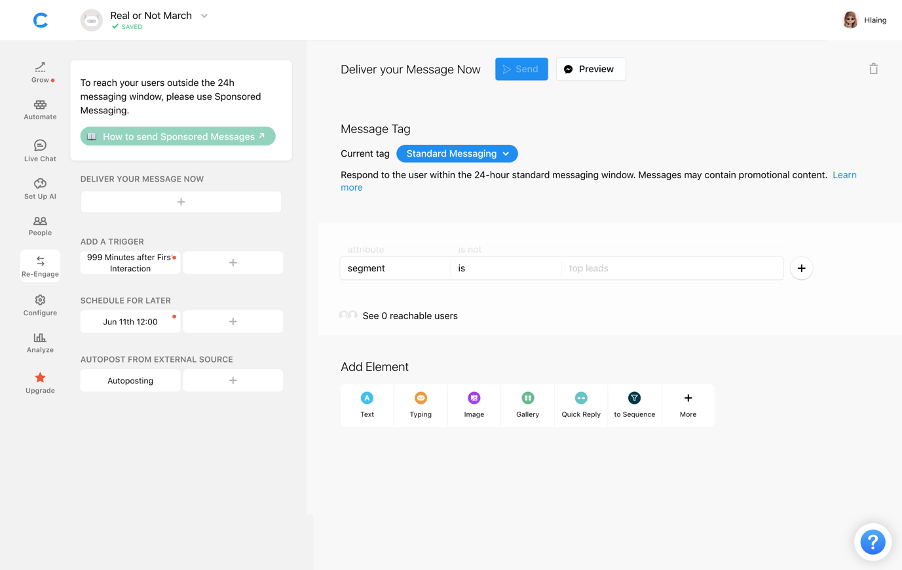 Real or Not March
SAVED
Hlaing
Grow
Automate
Live Chat
Set Up AI
People
Re-Engage
Configure
Analyze
Upgrade
To reach your users outside the 24h
messaging window, please use Sponsored
Messaging.
How to send Sponsored Messages
DELIVER YOUR MESSAGE NOW
ADD A TRIGGER
999 Minutes after Firs
Interaction
SCHEDULE FOR LATER
Jun 11th 12:00
AUTOPOST FROM EXTERNAL SOURCE
Autoposting
Deliver your Message Now
Send
Preview
Message Tag
Current tag Standard Messaging
Respond to the user within the 24-hour standard messaging window. Messages may contain promotional content. Learn
more
attribute is not
segment is top leads
See 0 reachable users
Add Element
Text Typing Image Gallery Quick Reply to Sequence More